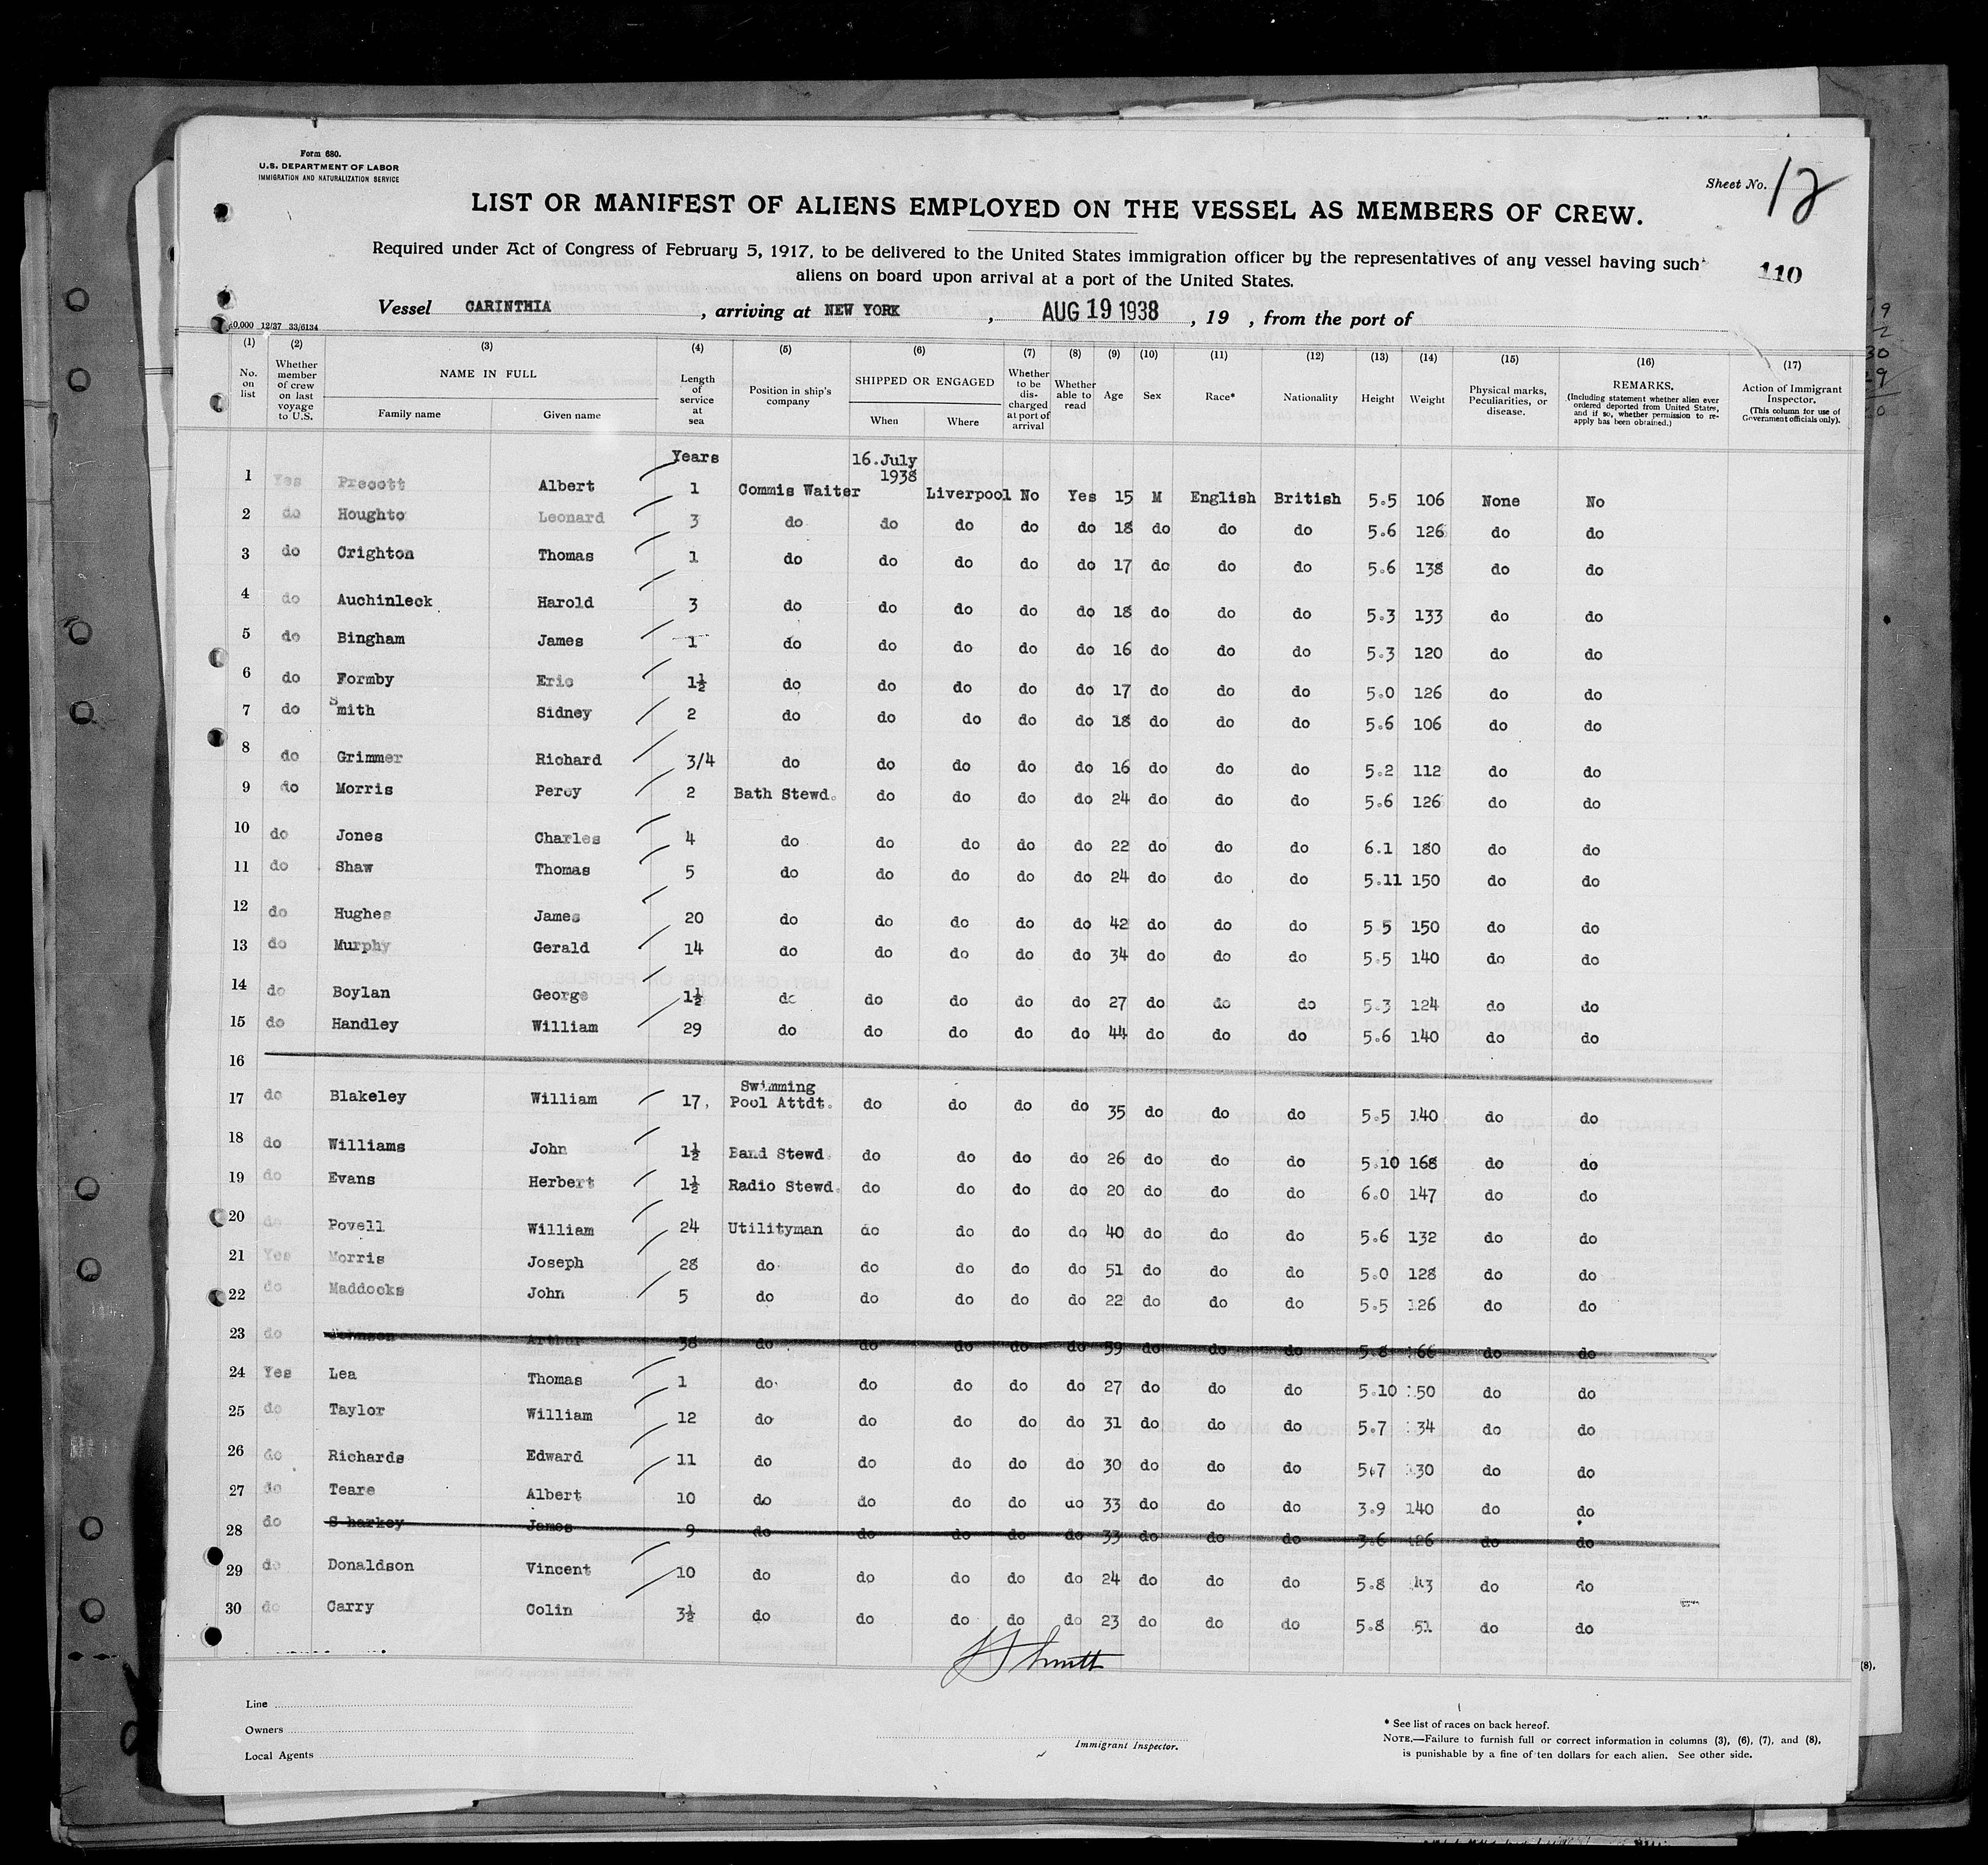 Form 680.
U.S. DEPARTMENT OF LABOR
IMMIGRATION AND NATURALIZATION SERVICE
Sheet No. 12
LIST OR MANIFEST OF ALIENS EMPLOYED ON THE VESSEL AS MEMBERS OF CREW.
Required under Act of Congress of February 5, 1917, to be delivered to the United States immigration officer by the representatives of any vessel having such
aliens on board upon arrival at a port of the United States.
110
Vessel CARINTHIA , arriving at NEW YORK , AUG 19 1938 , 19 , from the port of
12/37 33/6134
(1) (2) (3) (4) (5) (6) (7) (8) (9) (10) (11) (12) (13) (14) (15) (16) (17)
No. on list Whether member of crew on last voyage to U.S. NAME IN FULL Family name Given name Length of service at sea Position in ship's company SHIPPED OR ENGAGED When Where Whether to be discharged at port of arrival Whether able to read Age Sex Race* Nationality Height Weight Physical marks, Peculiarities, or disease. REMARKS. (Including statement whether alien ever ordered deported from United States, and if so, whether permission to re-apply has been obtained.) Action of Immigrant Inspector. (This column for use of Government officials only).
Years 16.July 1938
1 Yes Precott Albert 1 Commis Waiter Liverpool No Yes 15 M English British 5.5 106 None No
2 do Houghto Leonard 3 do do do do do 18 do do do 5.6 126 do do
3 do Crighton Thomas 1 do do do do do 17 do do do 5.6 138 do do
4 do Auchinleck Harold 3 do do do do do 18 do do do 5.3 133 do do
5 do Bingham James 1 do do do do do 16 do do do 5.3 120 do do
6 do Formby Eric 1½ do do do do do 17 do do do 5.0 126 do do
7 do Smith Sidney 2 do do do do do 18 do do do 5.6 106 do do
8 do Grimmer Richard 3/4 do do do do do 16 do do do 5.2 112 do do
9 do Morris Percy 2 Bath Stewd. do do do do 24 do do do 5.6 126 do do
10 do Jones Charles 4 do do do do do 22 do do do 6.1 180 do do
11 do Shaw Thomas 5 do do do do do 24 do do do 5.11 150 do do
12 do Hughes James 20 do do do do do 42 do do do 5 5 150 do do
13 do Murphy Gerald 14 do do do do do 34 do do do 5.5 140 do do
14 do Boylan George 1½ do do do do do 27 do do do 5.3 124 do do
15 do Handley William 29 do do do do do 44 do do do 5.6 140 do do
16
17 do Blakeley William 17, Swimming Pool Attdt. do do do do 35 do do do 5.5 140 do do
18 do Williams John 1½ Band Stewd. do do do do 26 do do do 5.10 168 do do
19 do Evans Herbert 1½ Radio Stewd. do do do do 20 do do do 6.0 147 do do
20 do Povell William 24 Utilityman do do do do 40 do do do 5.6 132 do do
21 Yes Morris Joseph 28 do do do do do 51 do do do 5.0 128 do do
22 do Maddocks John 5 do do do do do 22 do do do 5.5 126 do do
23 do Johnson Arthur 38 do do do do do 59 do do do 5.8 166 do do
24 Yes Lea Thomas 1 do do do do do 27 do do do 5.10 150 do do
25 do Taylor William 12 do do do do do 31 do do do 5.7 134 do do
26 do Richards Edward 11 do do do do do 30 do do do 5.7 130 do do
27 do Teare Albert 10 do do do do do 33 do do do 3.9 140 do do
28 do S harkey James 9 do do do do do 33 do do do 3.6 126 do do
29 do Donaldson Vincent 10 do do do do do 24 do do do 5.8 143 do do
30 do Carry Colin 3½ do do do do do 23 do do do 5.8 151 do do
Line
Owners
Local Agents
Immigrant Inspector.
* See list of races on back hereof.
NOTE.—Failure to furnish full or correct information in columns (3), (6), (7), and (8),
is punishable by a fine of ten dollars for each alien. See other side.